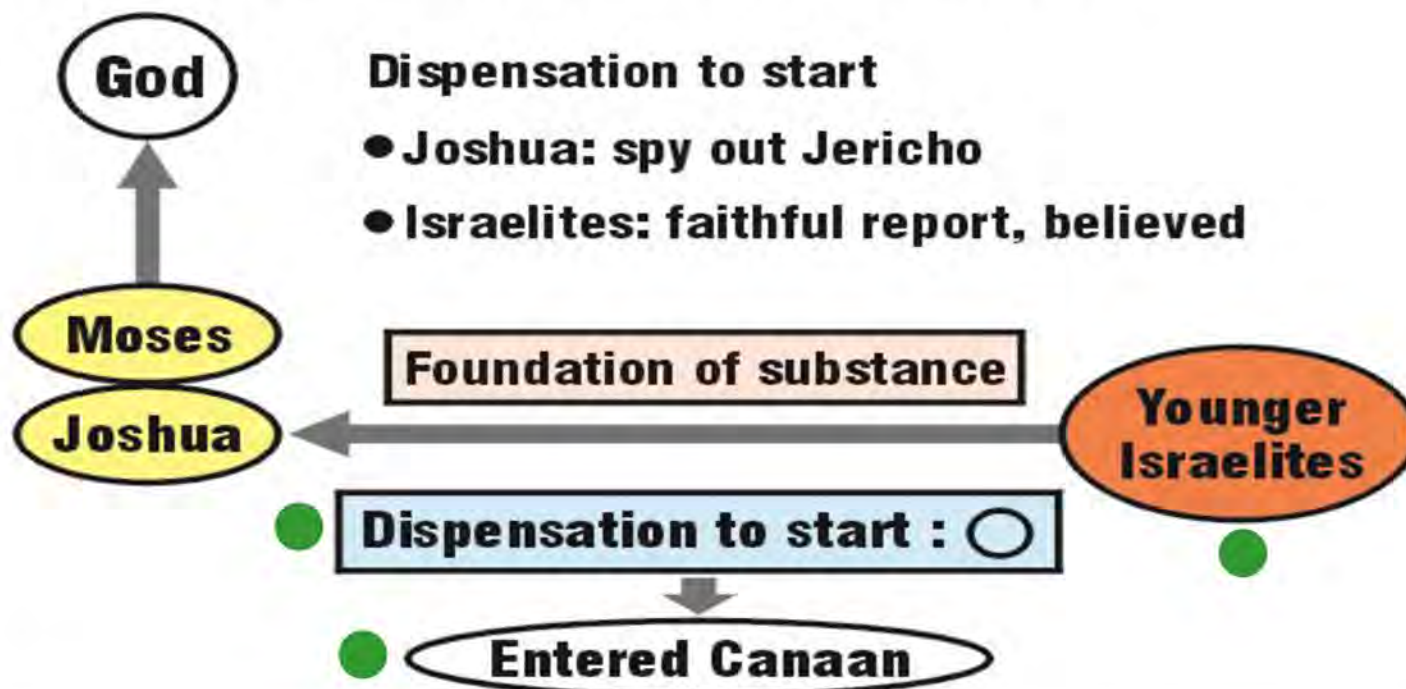 God
Dispensation to start
● Joshua: spy out Jericho
● Israelites: faithful report, believed
Moses
Joshua
Foundation of substance
Younger
Israelites
Dispensation to start : ○
Entered Canaan